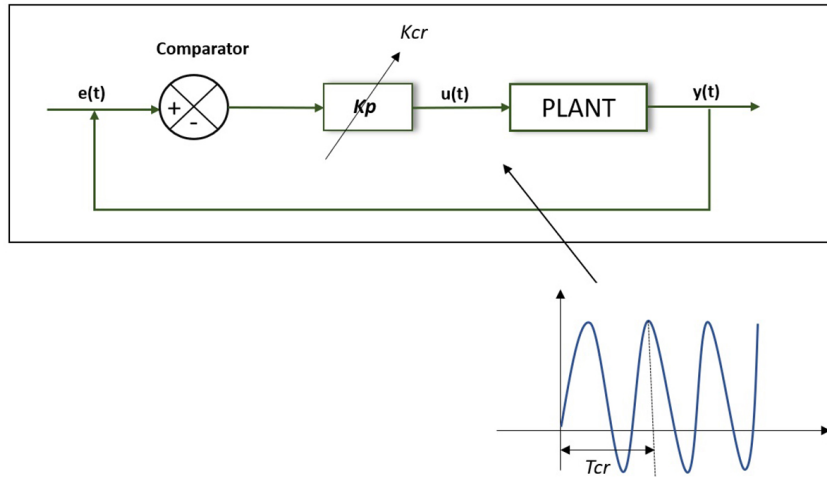 Kcr
Comparator
e(t)
+
-
Kp
u(t)
PLANT
y(t)
Tcr